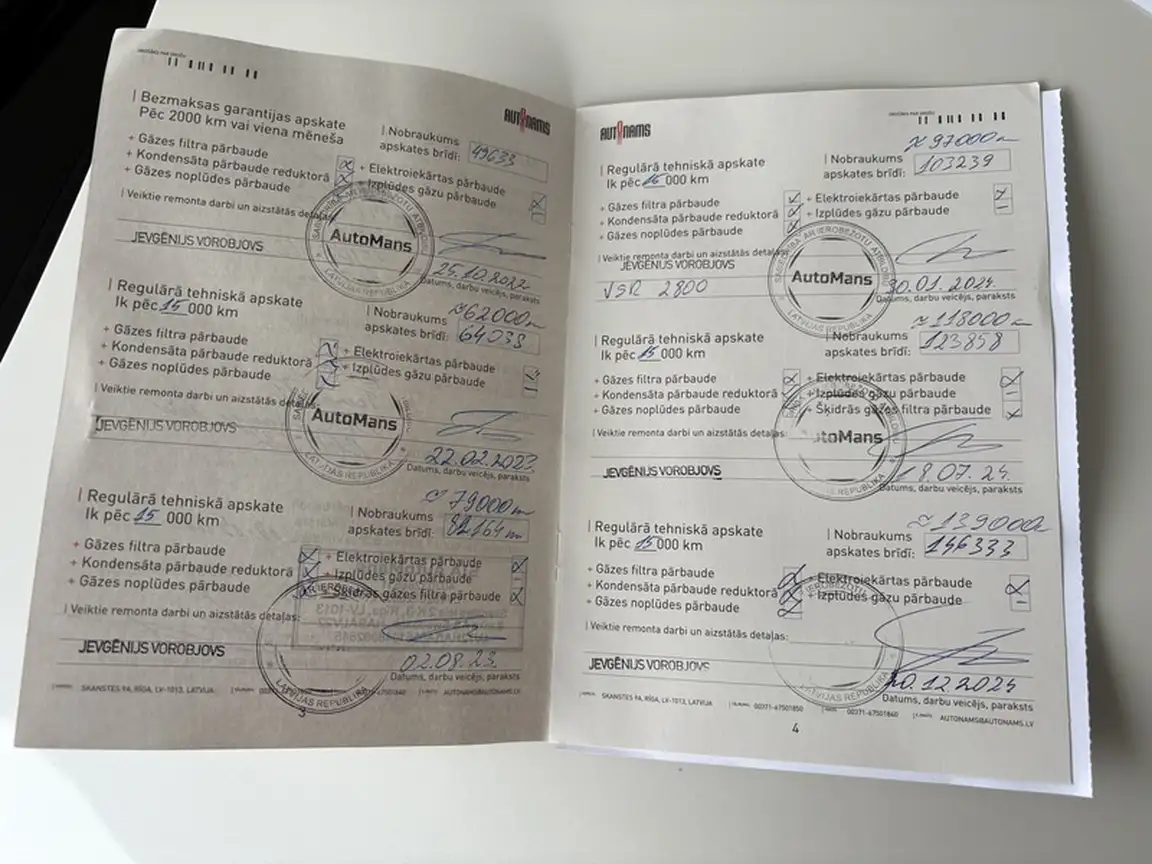 AUTONAMS
| Bezmaksas garantijas apskate
Pēc 2000 km vai viena mēneša
| Nobraukums
apskates brīdī: 49633
+ Gāzes filtra pārbaude
+ Kondensāta pārbaude reduktorā
+ Gāzes noplūdes pārbaude
+ Elektroiekārtas pārbaude
+ Izplūdes gāzu pārbaude
| Veiktie remonta darbi un aizstātās detaļas:
JEVGĒNIJS VOROBJOVS
AutoMans
LATVIJAS REPUBLIKA
25.10.2022
Datums, darbu veicējs, paraksts
| Regulārā tehniskā apskate
Ik pēc 15 000 km
≈62000
| Nobraukums
apskates brīdī: 64033
+ Gāzes filtra pārbaude
+ Kondensāta pārbaude reduktorā
+ Gāzes noplūdes pārbaude
+ Elektroiekārtas pārbaude
+ Izplūdes gāzu pārbaude
| Veiktie remonta darbi un aizstātās detaļas:
JEVGĒNIJS VOROBJOVS
AutoMans
LATVIJAS REPUBLIKA
22.02.2023
Datums, darbu veicējs, paraksts
| Regulārā tehniskā apskate
Ik pēc 15 000 km
79000
| Nobraukums
apskates brīdī: 82164
+ Gāzes filtra pārbaude
+ Kondensāta pārbaude reduktorā
+ Gāzes noplūdes pārbaude
+ Elektroiekārtas pārbaude
+ Izplūdes gāzu pārbaude
+ Šķidrās gāzes filtra pārbaude
| Veiktie remonta darbi un aizstātās detaļas:
JEVGĒNIJS VOROBJOVS
LATVIJAS REPUBLIKA
02.08.23.
Datums, darbu veicējs, paraksts
SKANSTES 9A, RĪGA, LV-1013, LATVIJA
AUTONAMS@AUTONAMS.LV
3
AUTONAMS
| Regulārā tehniskā apskate
Ik pēc 000 km
≈97000
| Nobraukums
apskates brīdī: 103239
+ Gāzes filtra pārbaude
+ Kondensāta pārbaude reduktorā
+ Gāzes noplūdes pārbaude
+ Elektroiekārtas pārbaude
+ Izplūdes gāzu pārbaude
| Veiktie remonta darbi un aizstātās detaļas:
JEVGĒNIJS VOROBJOVS
VSR 2800
SABIEDRĪBA AR IEROBEŽOTU ATBILDĪBU
AutoMans
LATVIJAS REPUBLIKA
30.01.2024.
Datums, darbu veicējs, paraksts
| Regulārā tehniskā apskate
Ik pēc 15 000 km
≈118000
| Nobraukums
apskates brīdī: 123858
+ Gāzes filtra pārbaude
+ Kondensāta pārbaude reduktorā
+ Gāzes noplūdes pārbaude
+ Elektroiekārtas pārbaude
+ Izplūdes gāzu pārbaude
+ Šķidrās gāzes filtra pārbaude
| Veiktie remonta darbi un aizstātās detaļas:
JEVGĒNIJS VOROBJOVS
AutoMans
LATVIJAS REPUBLIKA
18.07.24.
Datums, darbu veicējs, paraksts
| Regulārā tehniskā apskate
Ik pēc 15 000 km
≈139000
| Nobraukums
apskates brīdī: 146333
+ Gāzes filtra pārbaude
+ Kondensāta pārbaude reduktorā
+ Gāzes noplūdes pārbaude
+ Elektroiekārtas pārbaude
+ Izplūdes gāzu pārbaude
| Veiktie remonta darbi un aizstātās detaļas:
JEVGĒNIJS VOROBJOVS
LATVIJAS REPUBLIKA
12.2024
Datums, darbu veicējs, paraksts
SKANSTES 9A, RĪGA, LV-1013, LATVIJA
00371-67501850
00371-67501840
AUTONAMS@AUTONAMS.LV
4